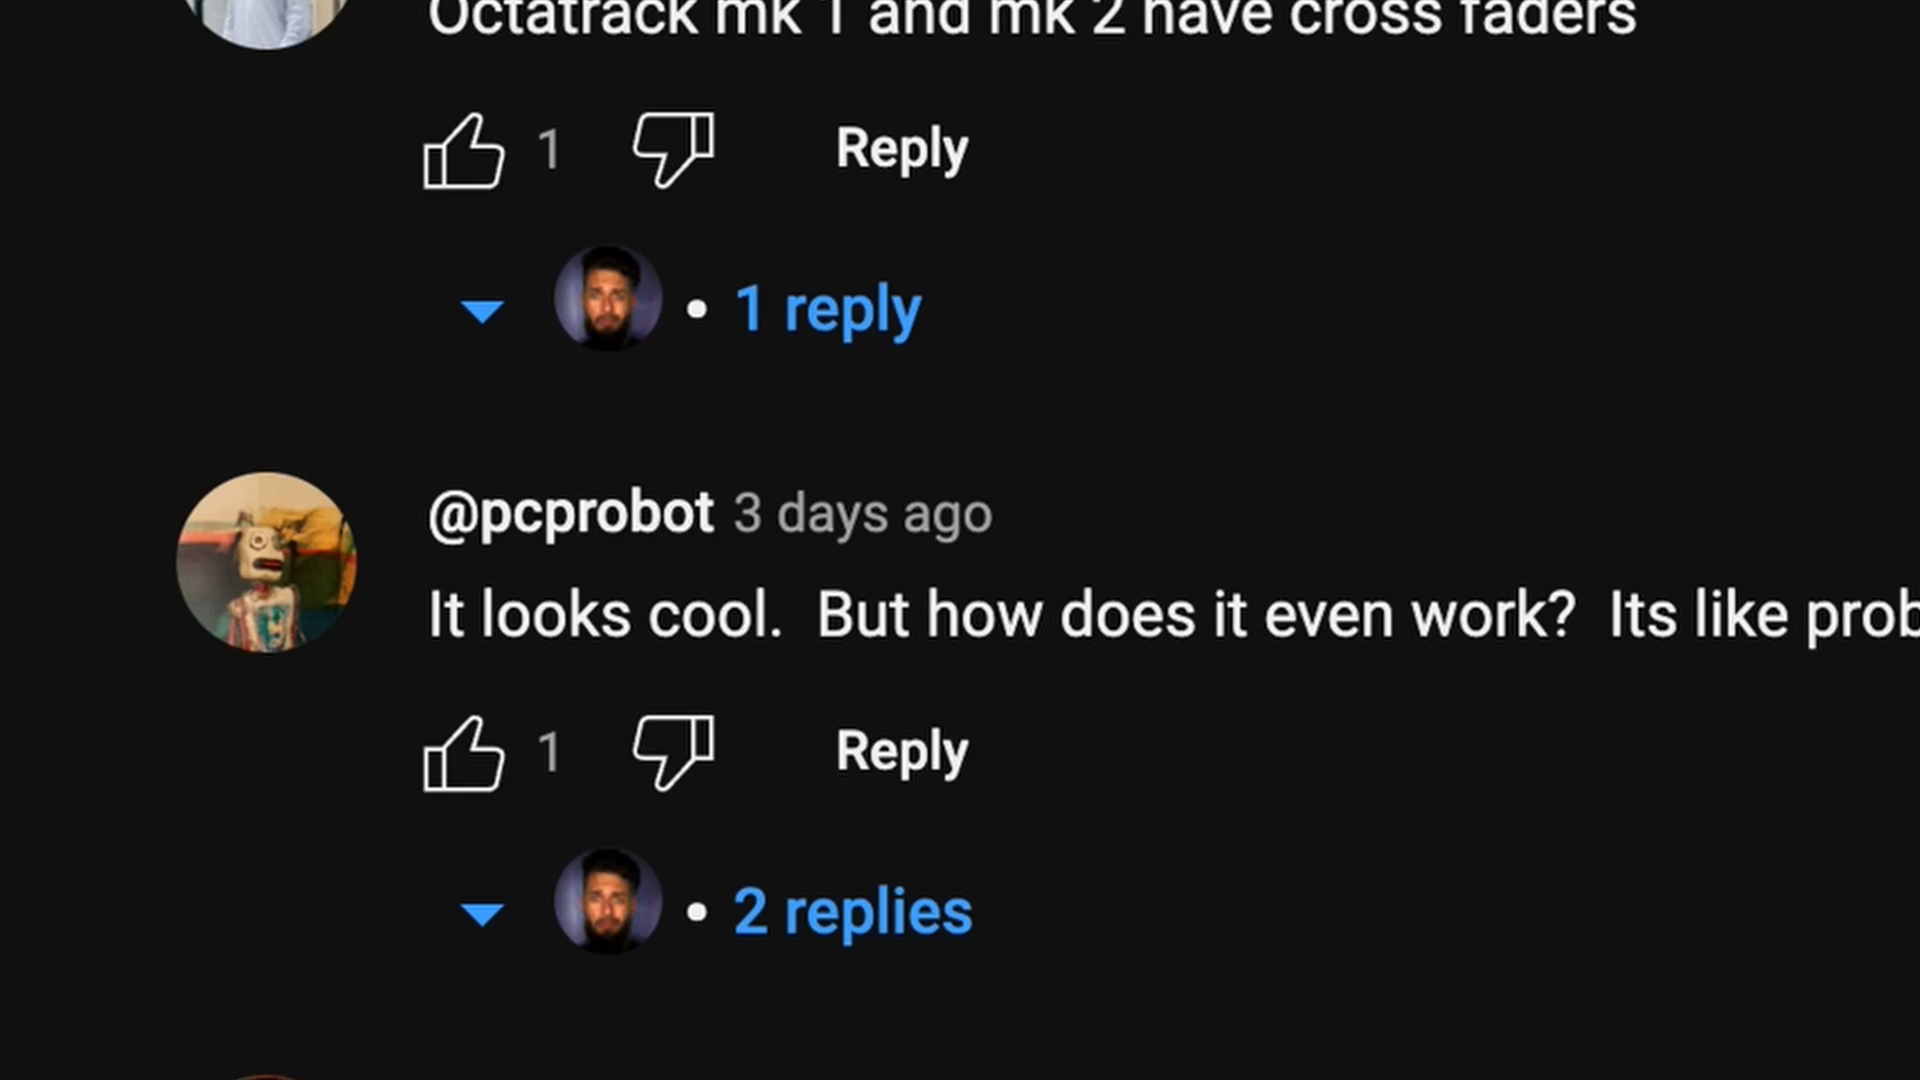 Octatrack mk 1 and mk 2 have cross faders
1 Reply
1 reply
@pcprobot 3 days ago
It looks cool.  But how does it even work?  Its like prob
1 Reply
2 replies